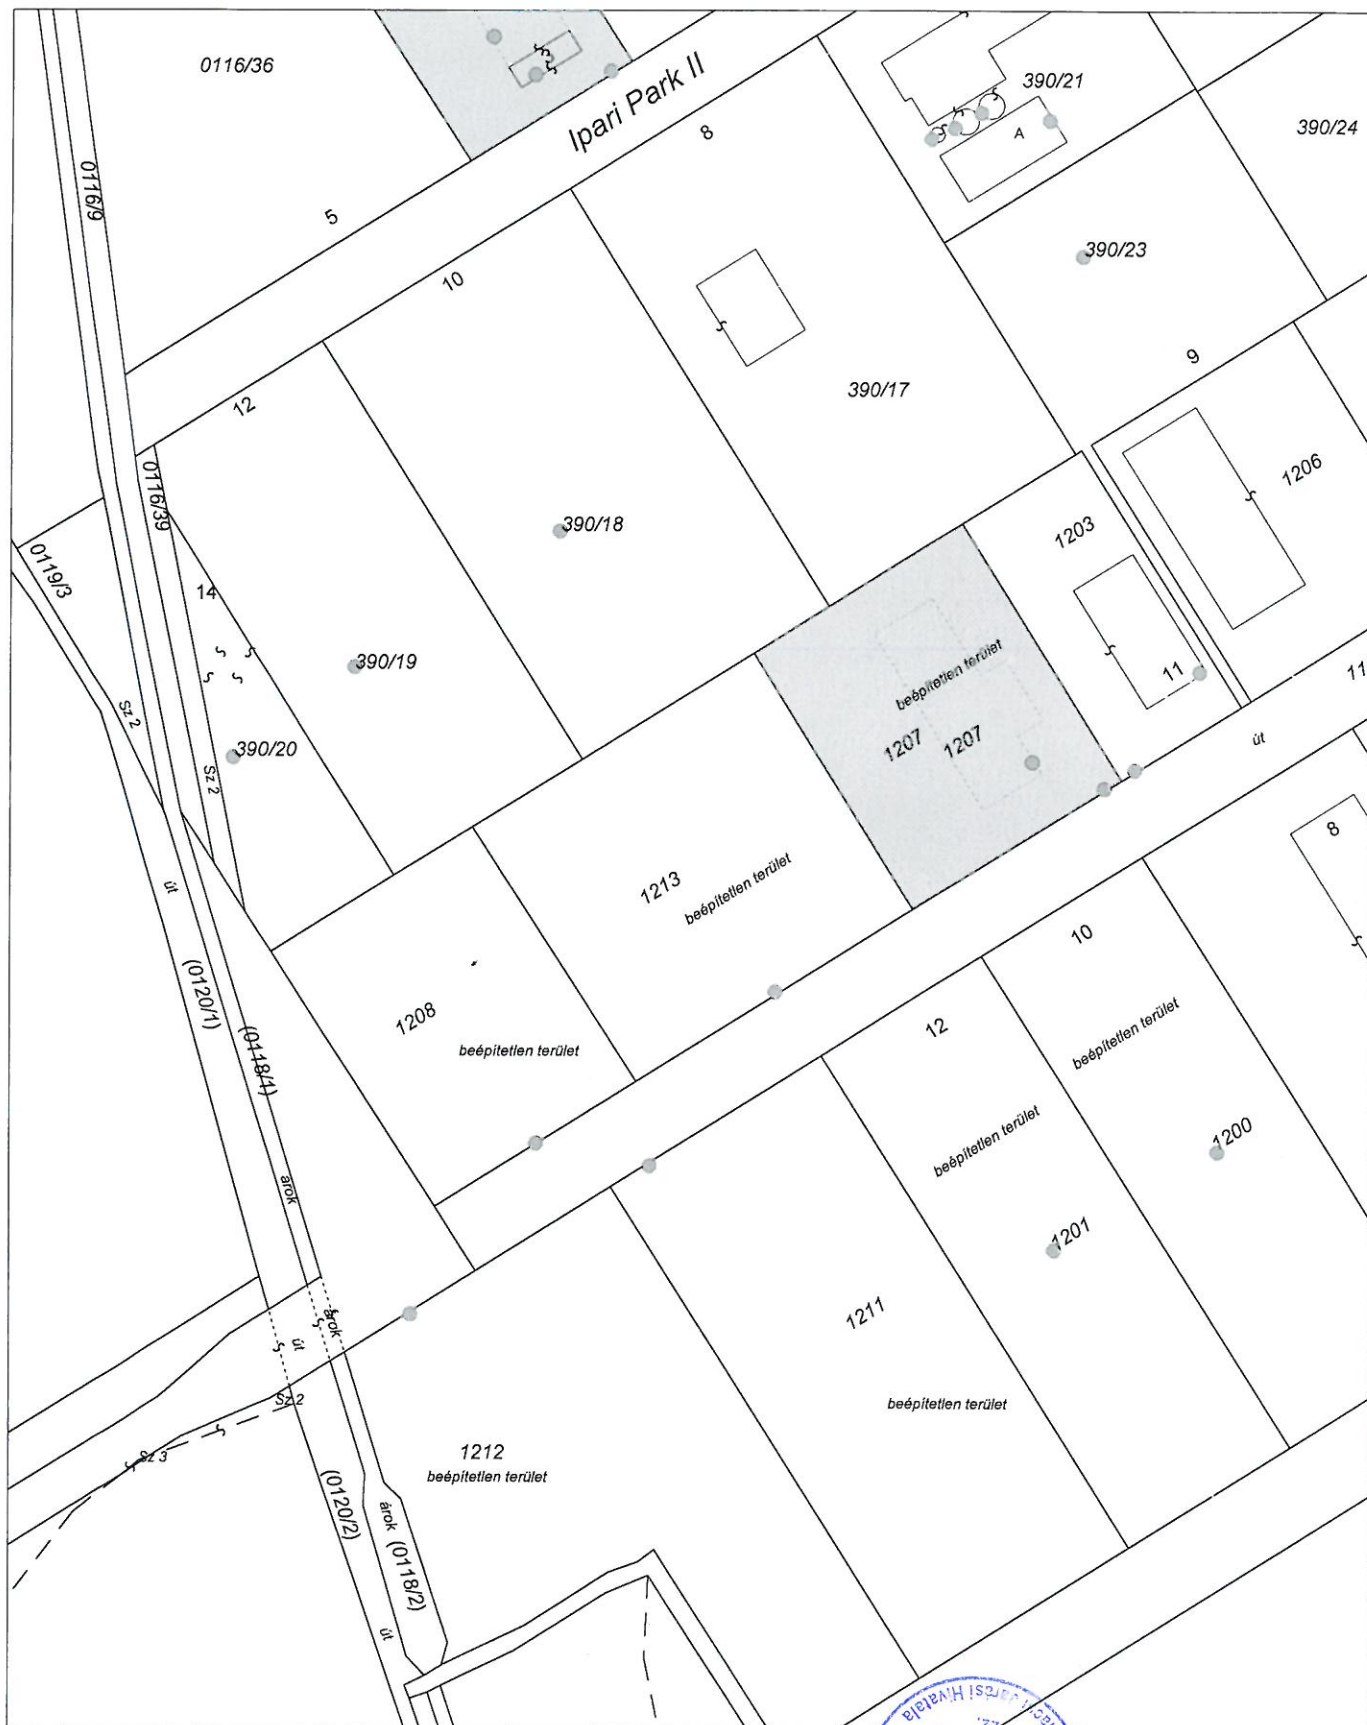 0116/36
Ipari Park II
390/21
A
390/24
8
0116/9
5
390/23
10
12
390/17
9
1206
0116/39
390/18
1203
0119/3
14
390/19
beépítetlen terület
11
11
1207
1207
Sz 2
390/20
Sz 2
út
8
út
1213
beépítetlen terület
10
(0120/1)
1208
12
beépítetlen terület
beépítetlen terület
(0118/1)
beépítetlen terület
1200
árok
1201
1211
árok
út
Sz 2
beépítetlen terület
Sz 3
1212
beépítetlen terület
(0120/2)
árok (0118/2)
út
Járási Hivatala